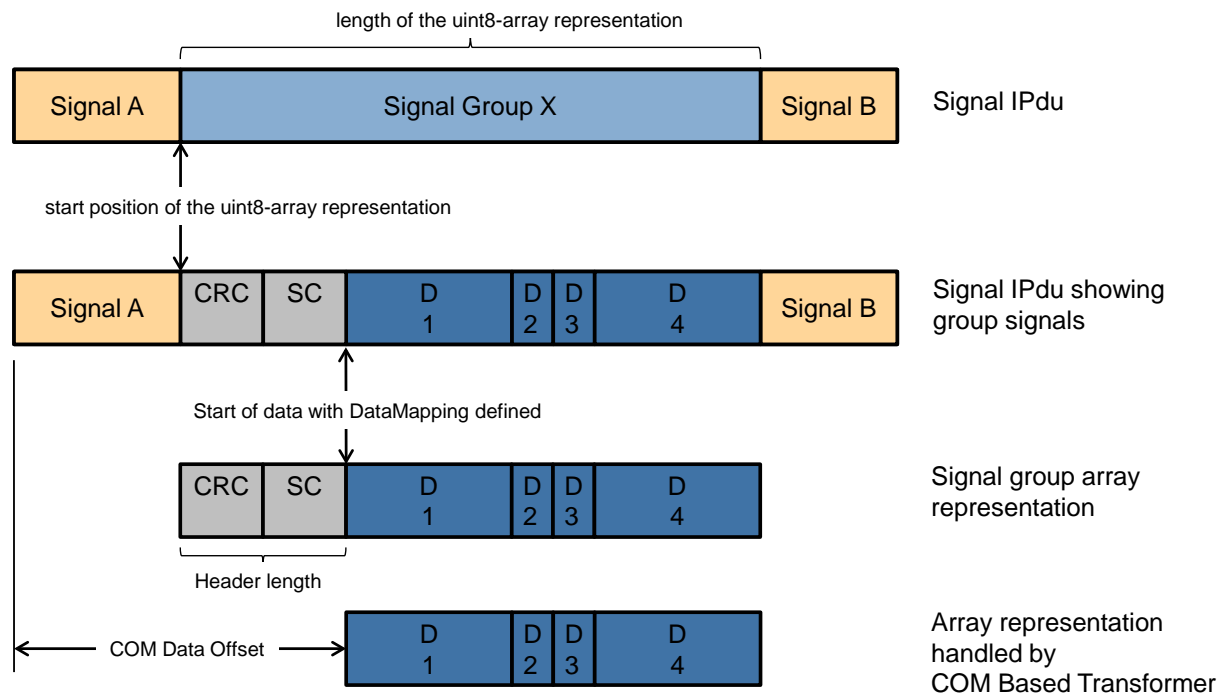 length of the uint8-array representation
Signal A
Signal Group X
Signal B
Signal IPdu
start position of the uint8-array representation
Signal A
CRC
SC
D
1
D
2
D
3
D
4
Signal B
Signal IPdu showing
group signals
Start of data with DataMapping defined
CRC
SC
D
1
D
2
D
3
D
4
Signal group array
representation
Header length
COM Data Offset
D
1
D
2
D
3
D
4
Array representation
handled by
COM Based Transformer